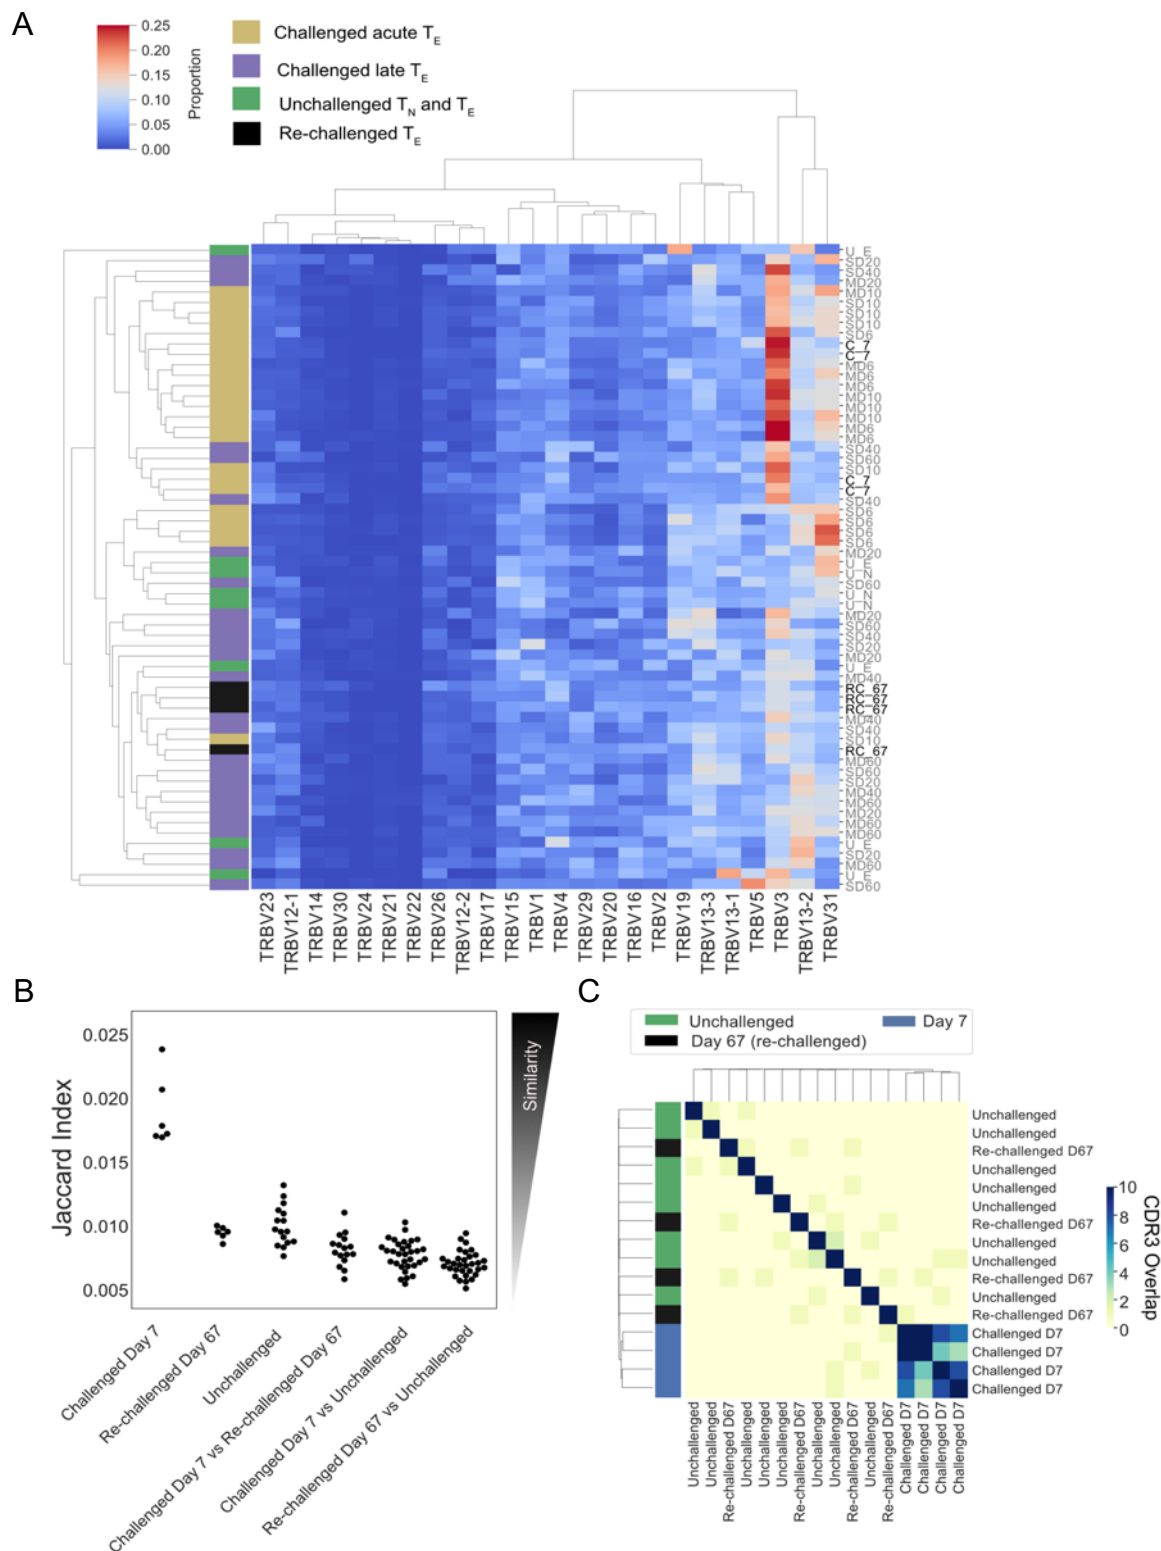 A
0.25
0.20
0.15
0.10
0.05
0.00
Proportion
Challenged acute TE
Challenged late TE
Unchallenged TN and TE
Re-challenged TE
U_E
SD20
SD40
MD20
MD10
SD10
SD10
SD10
SD6
C_7
C_7
MD6
MD6
MD6
MD10
MD10
MD10
MD6
MD6
SD40
SD60
SD10
C_7
C_7
SD40
SD6
SD6
SD6
SD6
MD20
U_E
U_N
SD60
U_N
U_N
MD20
SD60
SD40
SD20
MD20
U_E
MD40
RC_67
RC_67
RC_67
MD40
SD40
SD10
RC_67
MD60
SD60
SD20
MD40
MD60
MD20
MD60
MD60
U_E
SD20
MD60
U_E
SD60
TRBV23
TRBV12-1
TRBV14
TRBV30
TRBV24
TRBV21
TRBV22
TRBV26
TRBV12-2
TRBV17
TRBV15
TRBV1
TRBV4
TRBV29
TRBV20
TRBV16
TRBV2
TRBV19
TRBV13-3
TRBV13-1
TRBV5
TRBV3
TRBV13-2
TRBV31
B
Jaccard Index
0.025
0.020
0.015
0.010
0.005
Similarity
Challenged Day 7
Re-challenged Day 67
Unchallenged
Challenged Day 7 vs Re-challenged Day 67
Challenged Day 7 vs Unchallenged
Re-challenged Day 67 vs Unchallenged
C
Unchallenged
Day 67 (re-challenged)
Day 7
Unchallenged
Unchallenged
Re-challenged D67
Unchallenged
Unchallenged
Unchallenged
Re-challenged D67
Unchallenged
Unchallenged
Re-challenged D67
Unchallenged
Re-challenged D67
Challenged D7
Challenged D7
Challenged D7
Challenged D7
10
8
6
4
2
0
CDR3 Overlap
Unchallenged
Unchallenged
Re-challenged D67
Unchallenged
Unchallenged
Unchallenged
Re-challenged D67
Unchallenged
Unchallenged
Re-challenged D67
Unchallenged
Re-challenged D67
Challenged D7
Challenged D7
Challenged D7
Challenged D7